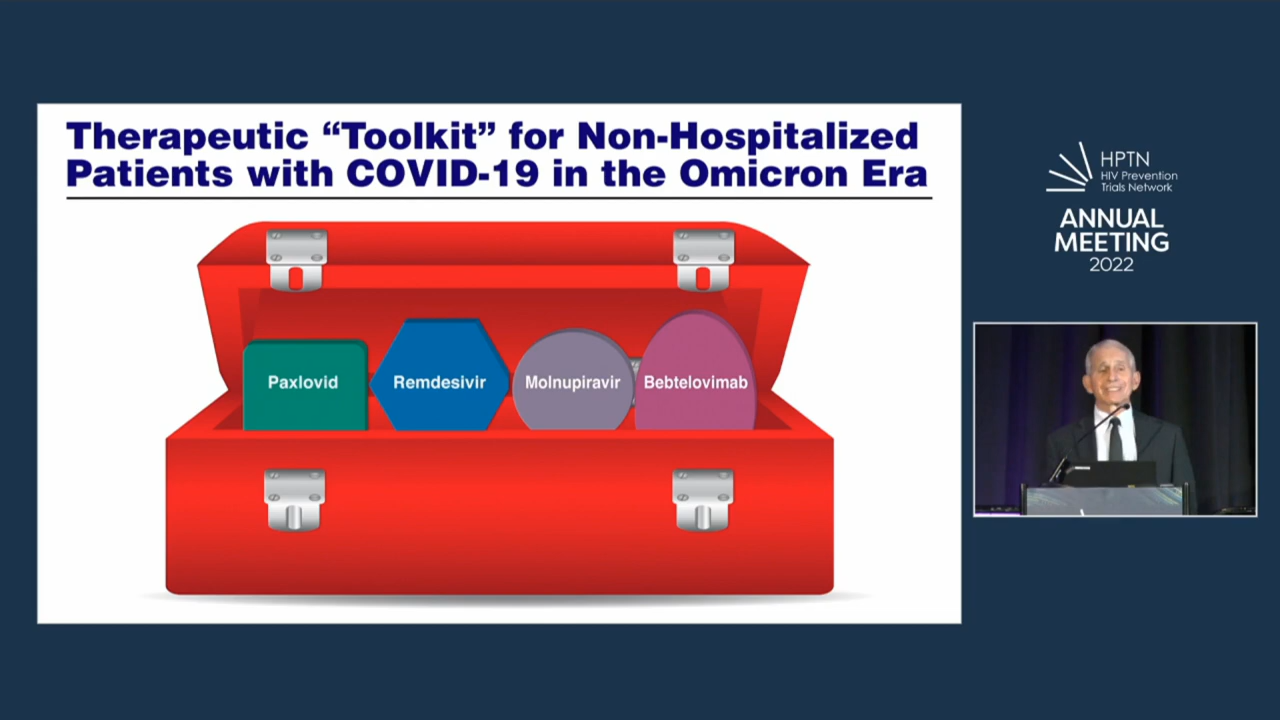 Therapeutic “Toolkit” for Non-Hospitalized
Patients with COVID-19 in the Omicron Era
Paxlovid
Remdesivir
Molnupiravir
Bebtelovimab
HPTN
HIV Prevention
Trials Network
ANNUAL
MEETING
2022